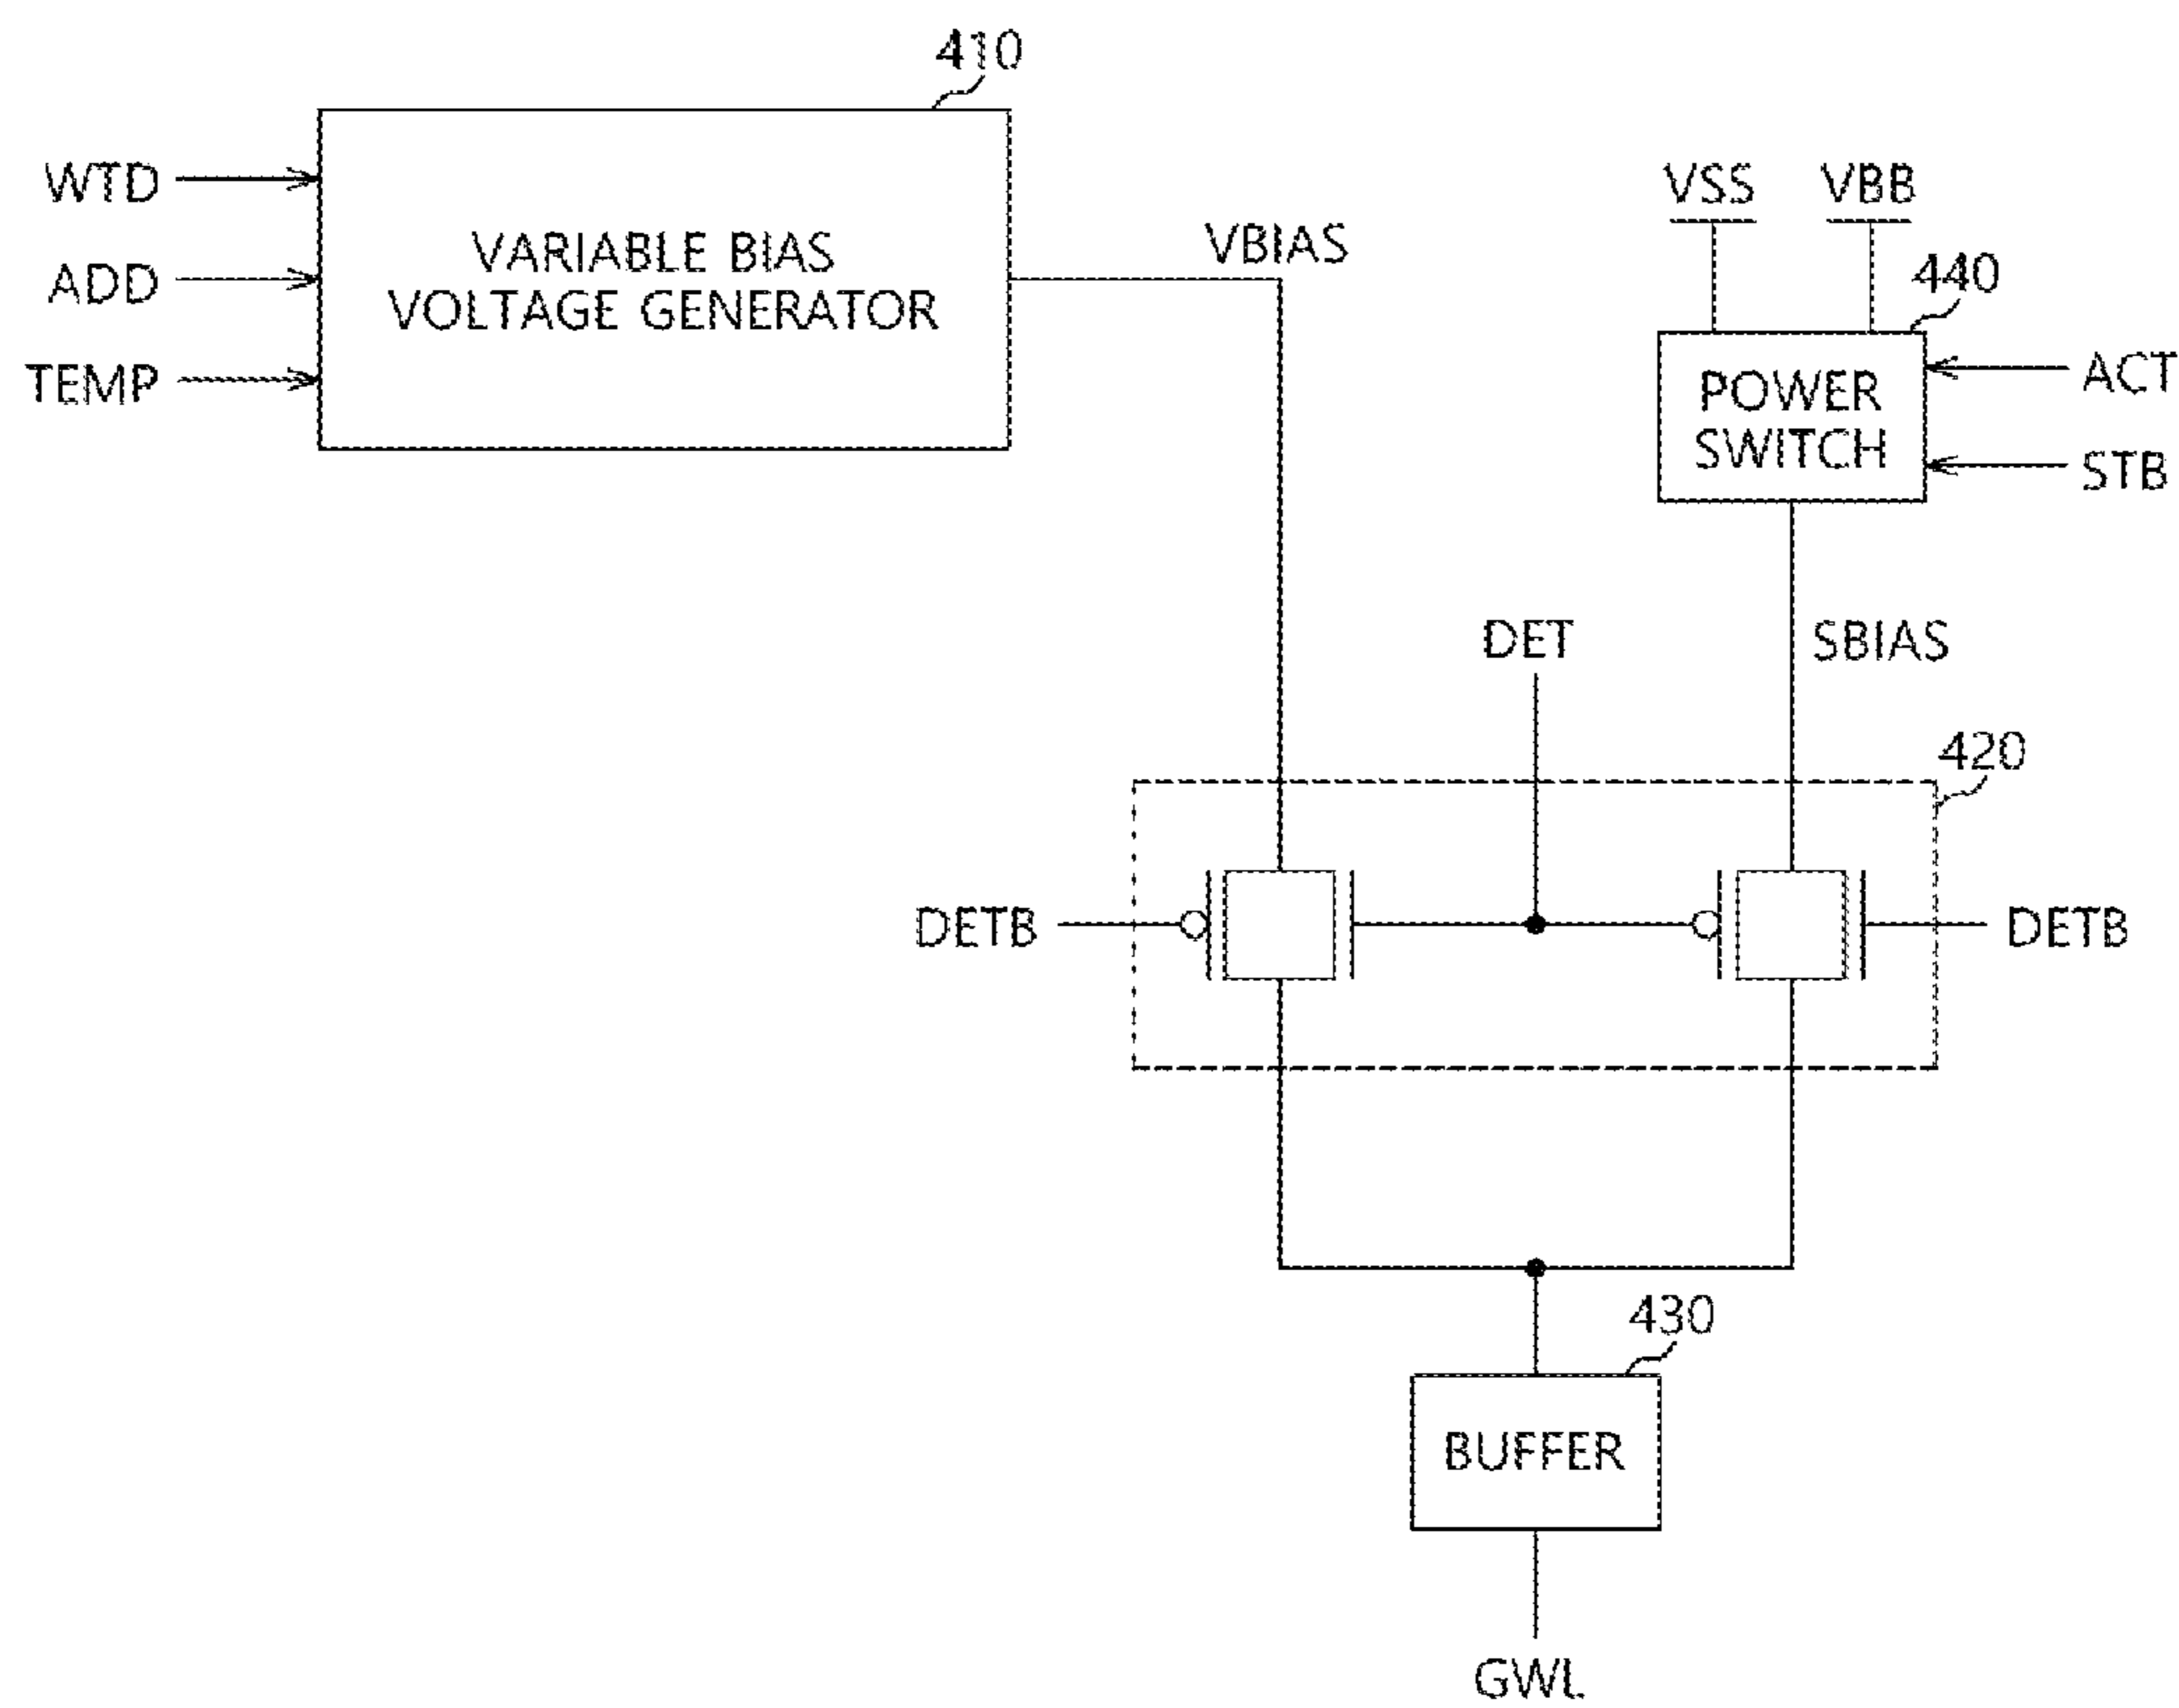 410
WTD
ADD
TEMP
VARIABLE BIAS
VOLTAGE GENERATOR
VBIAS
VSS
VBB
440
POWER
SWITCH
ACT
STB
DET
SBIAS
420
DETB
DETB
430
BUFFER
GWL